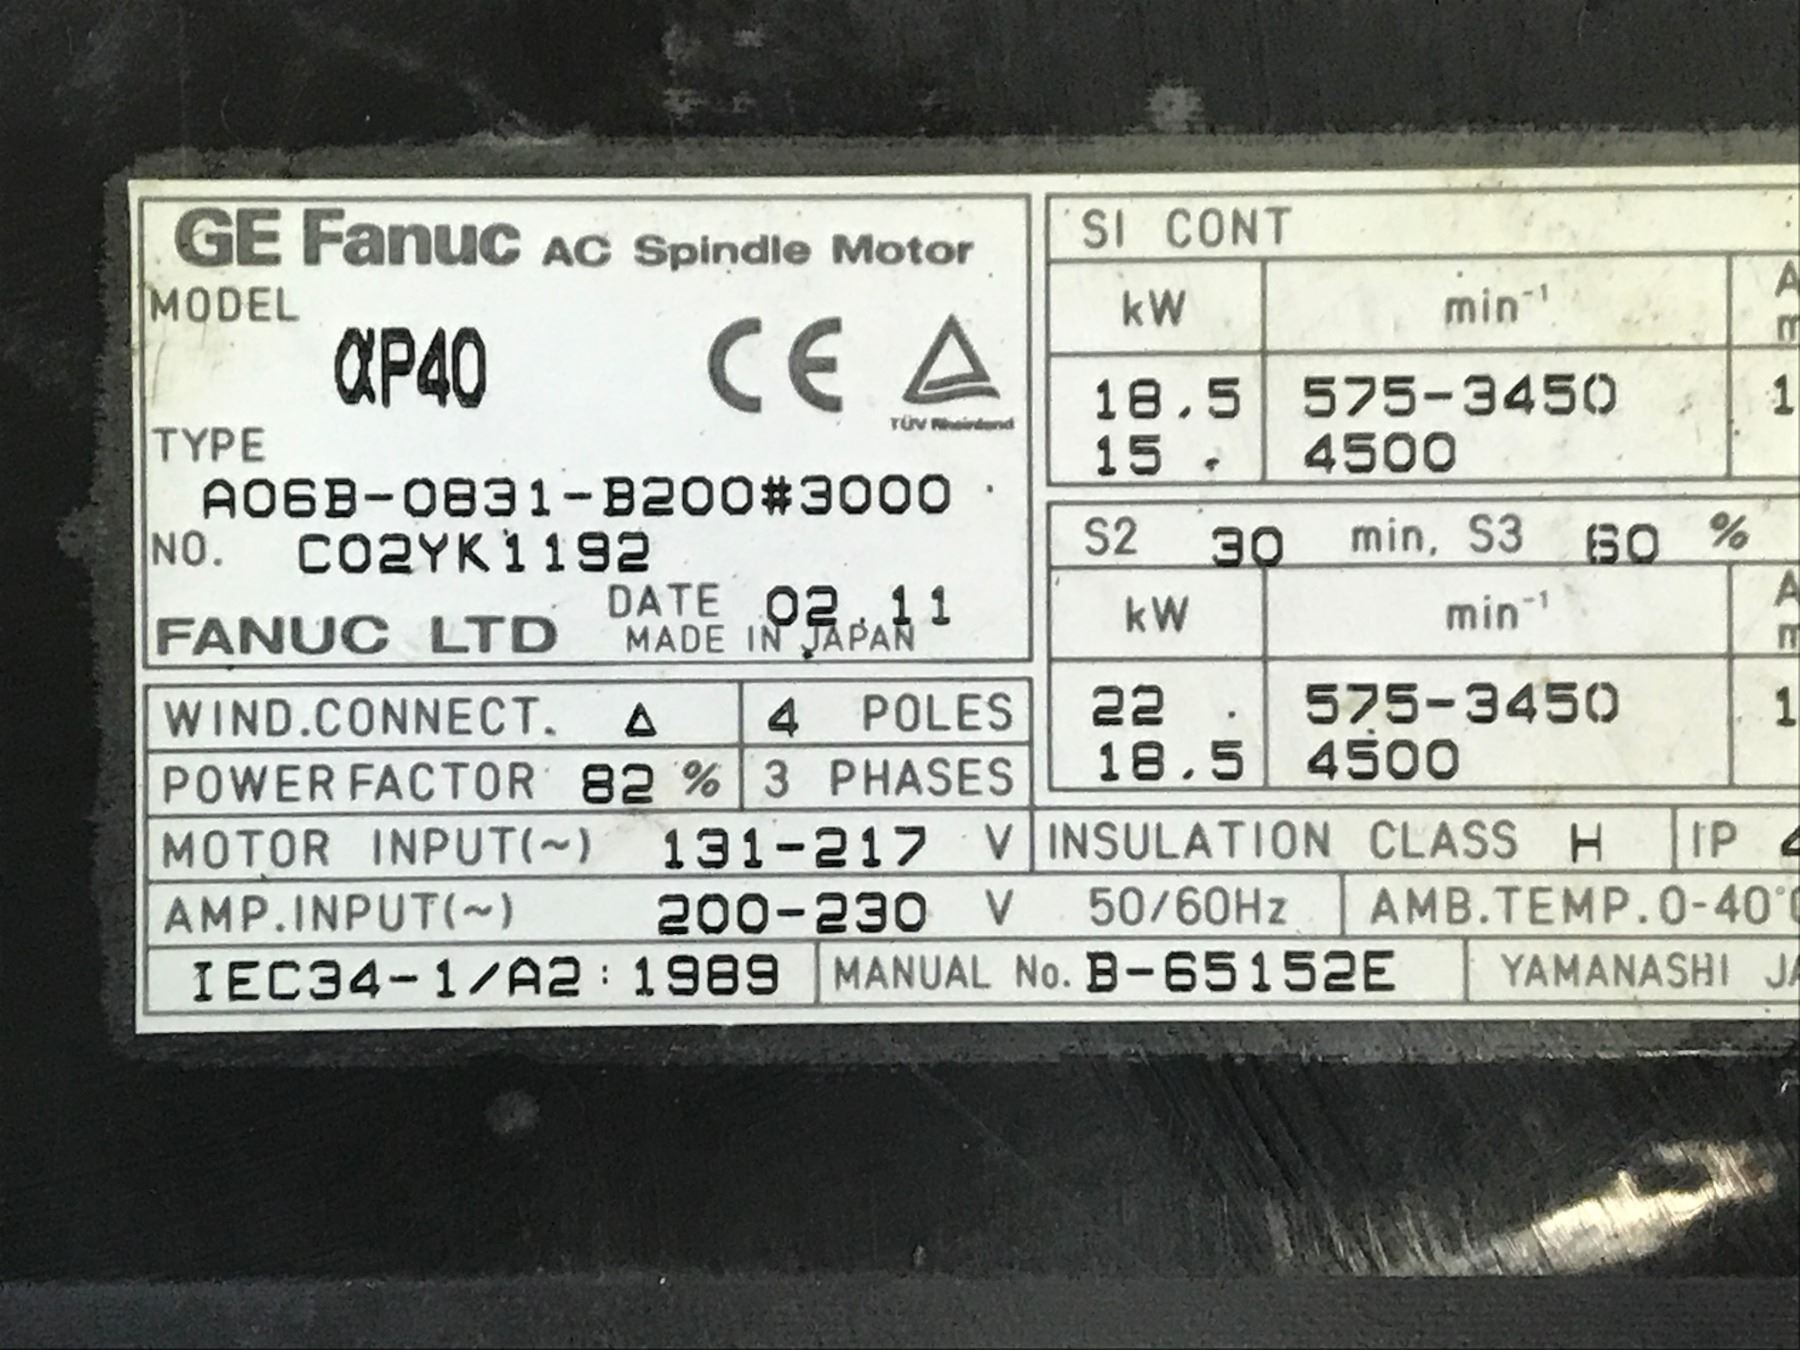 GE Fanuc AC Spindle Motor
MODEL
αP40
CE
TÜV Rheinland
TYPE
A06B-0831-B200#3000
NO. C02YK1192
DATE 02.11
FANUC LTD MADE IN JAPAN
WIND.CONNECT. Δ 4 POLES
POWER FACTOR 82 % 3 PHASES
SI CONT
kW min⁻¹
18.5 575-3450
15. 4500
S2 30 min, S3 60 %
kW min⁻¹
22. 575-3450
18.5 4500
MOTOR INPUT(~) 131-217 V INSULATION CLASS H IP
AMP.INPUT(~) 200-230 V 50/60Hz AMB.TEMP.0-40°C
IEC34-1/A2:1989 MANUAL No. B-65152E YAMANASHI